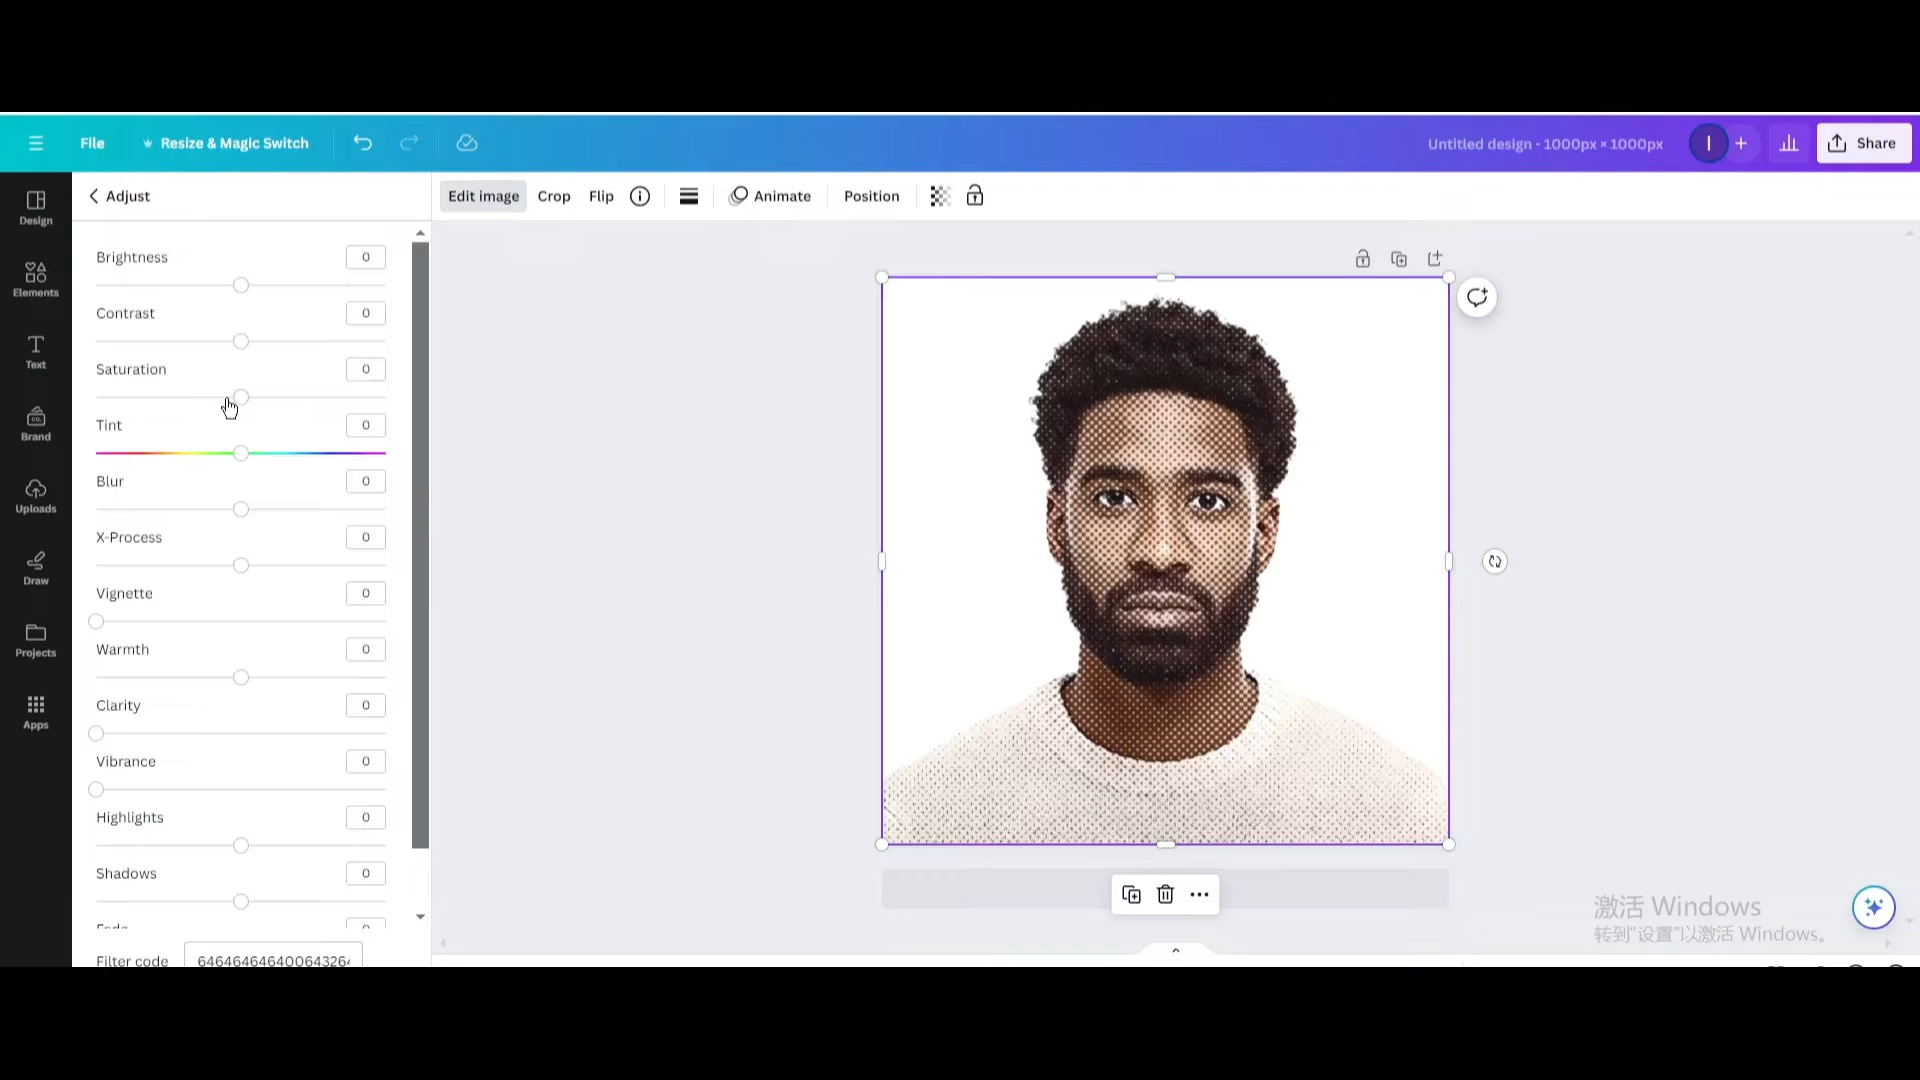 File
Resize & Magic Switch
Untitled design - 1000px × 1000px
I
Share
Design
Elements
Text
Brand
Uploads
Draw
Projects
Apps
Adjust
Edit image
Crop
Flip
Animate
Position
Brightness 0
Contrast 0
Saturation 0
Tint 0
Blur 0
X-Process 0
Vignette 0
Warmth 0
Clarity 0
Vibrance 0
Highlights 0
Shadows 0
Fade 0
Filter code
激活 Windows
转到“设置”以激活 Windows。